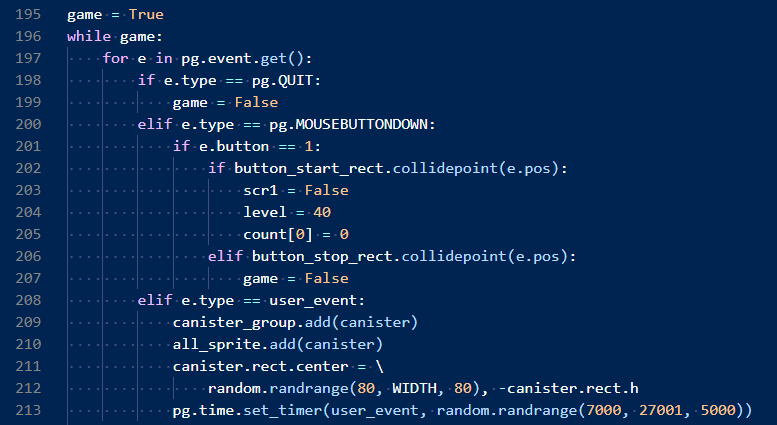 195 game = True
196 while game:
197     for e in pg.event.get():
198         if e.type == pg.QUIT:
199             game = False
200         elif e.type == pg.MOUSEBUTTONDOWN:
201             if e.button == 1:
202                 if button_start_rect.collidepoint(e.pos):
203                     scr1 = False
204                     level = 40
205                     count[0] = 0
206                 elif button_stop_rect.collidepoint(e.pos):
207                     game = False
208         elif e.type == user_event:
209             canister_group.add(canister)
210             all_sprite.add(canister)
211             canister.rect.center = \
212                 random.randrange(80, WIDTH, 80), -canister.rect.h
213             pg.time.set_timer(user_event, random.randrange(7000, 27001, 5000))